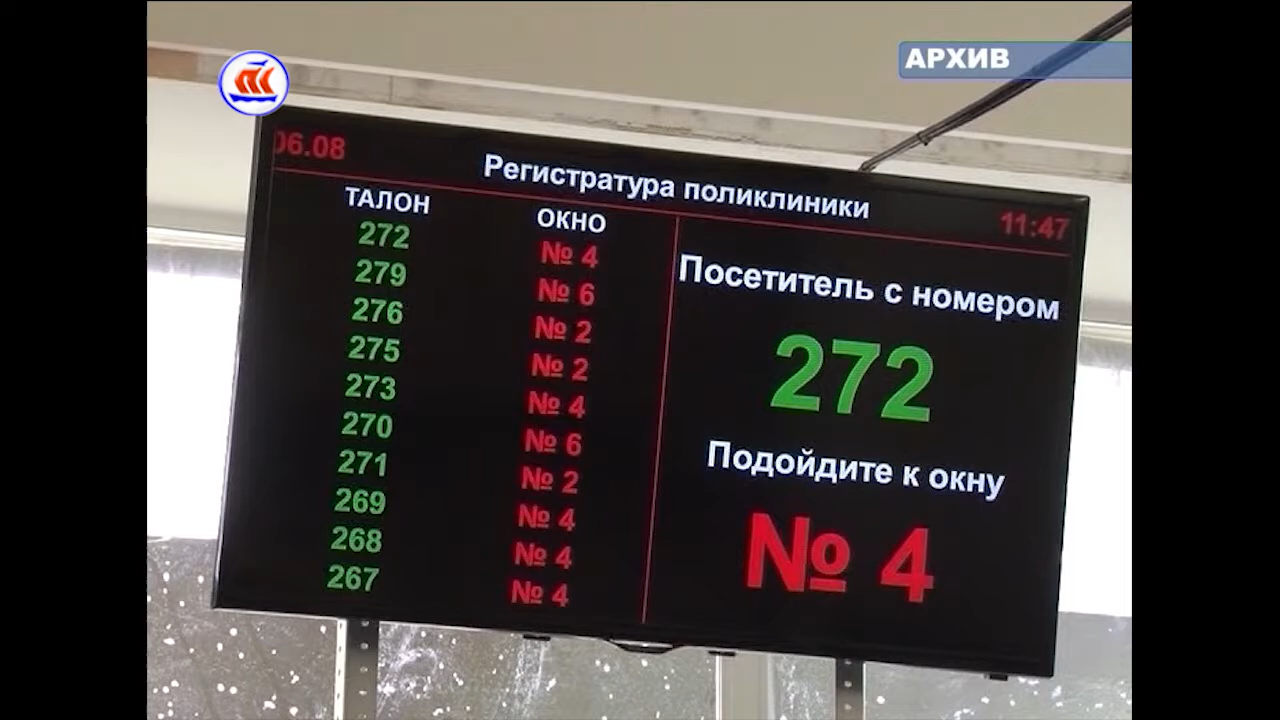 АРХИВ
06.08
Регистратура поликлиники
11:47
ТАЛОН ОКНО
272 № 4
279 № 6
276 № 2
275 № 2
273 № 4
270 № 6
271 № 2
269 № 4
268 № 4
267 № 4
Посетитель с номером
272
Подойдите к окну
№ 4